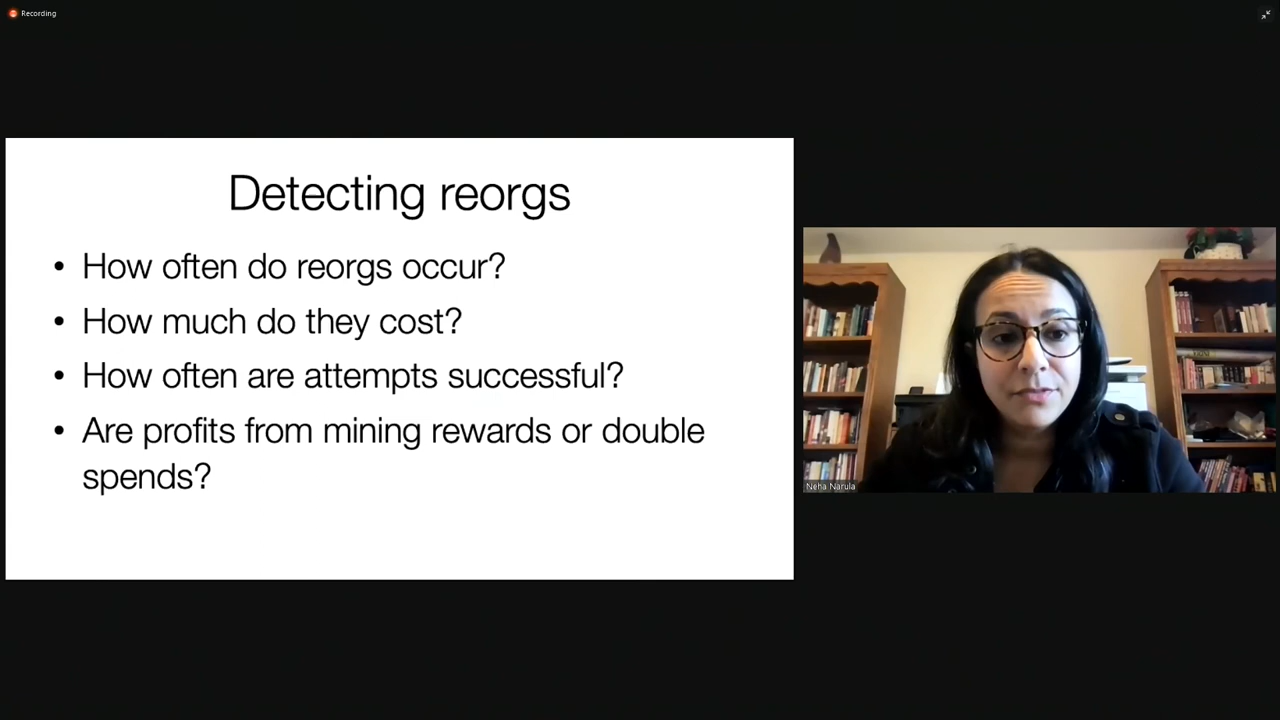 Recording
Detecting reorgs
• How often do reorgs occur?
• How much do they cost?
• How often are attempts successful?
• Are profits from mining rewards or double
spends?
Neha Narula